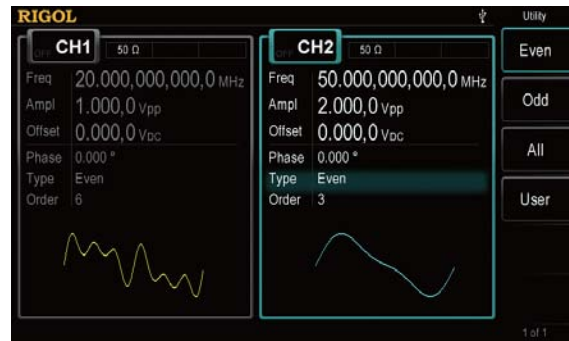 RIGOL
Utility
OFF CH1 50 Ω
Freq 20.000,000,000,0 MHz
Ampl 1.000,0 Vpp
Offset 0.000,0 VDC
Phase 0.000 °
Type Even
Order 6
OFF CH2 50 Ω
Freq 50.000,000,000,0 MHz
Ampl 2.000,0 Vpp
Offset 0.000,0 VDC
Phase 0.000 °
Type Even
Order 3
Even
Odd
All
User
1 of 1